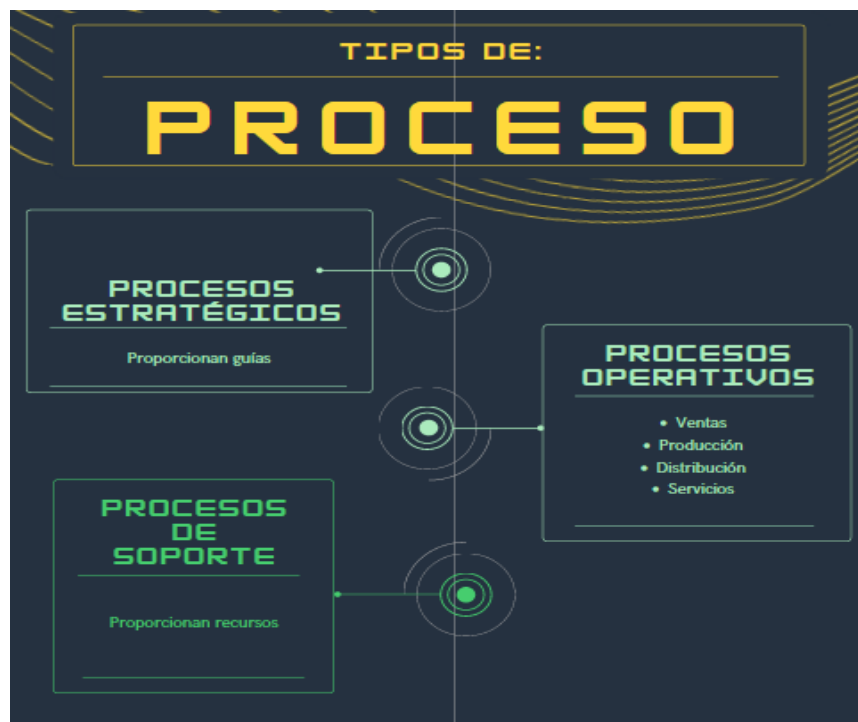 TIPOS DE:
PROCESO
PROCESOS
ESTRATÉGICOS
Proporcionan guías
PROCESOS
OPERATIVOS
• Ventas
• Producción
• Distribución
• Servicios
PROCESOS
DE
SOPORTE
Proporcionan recursos